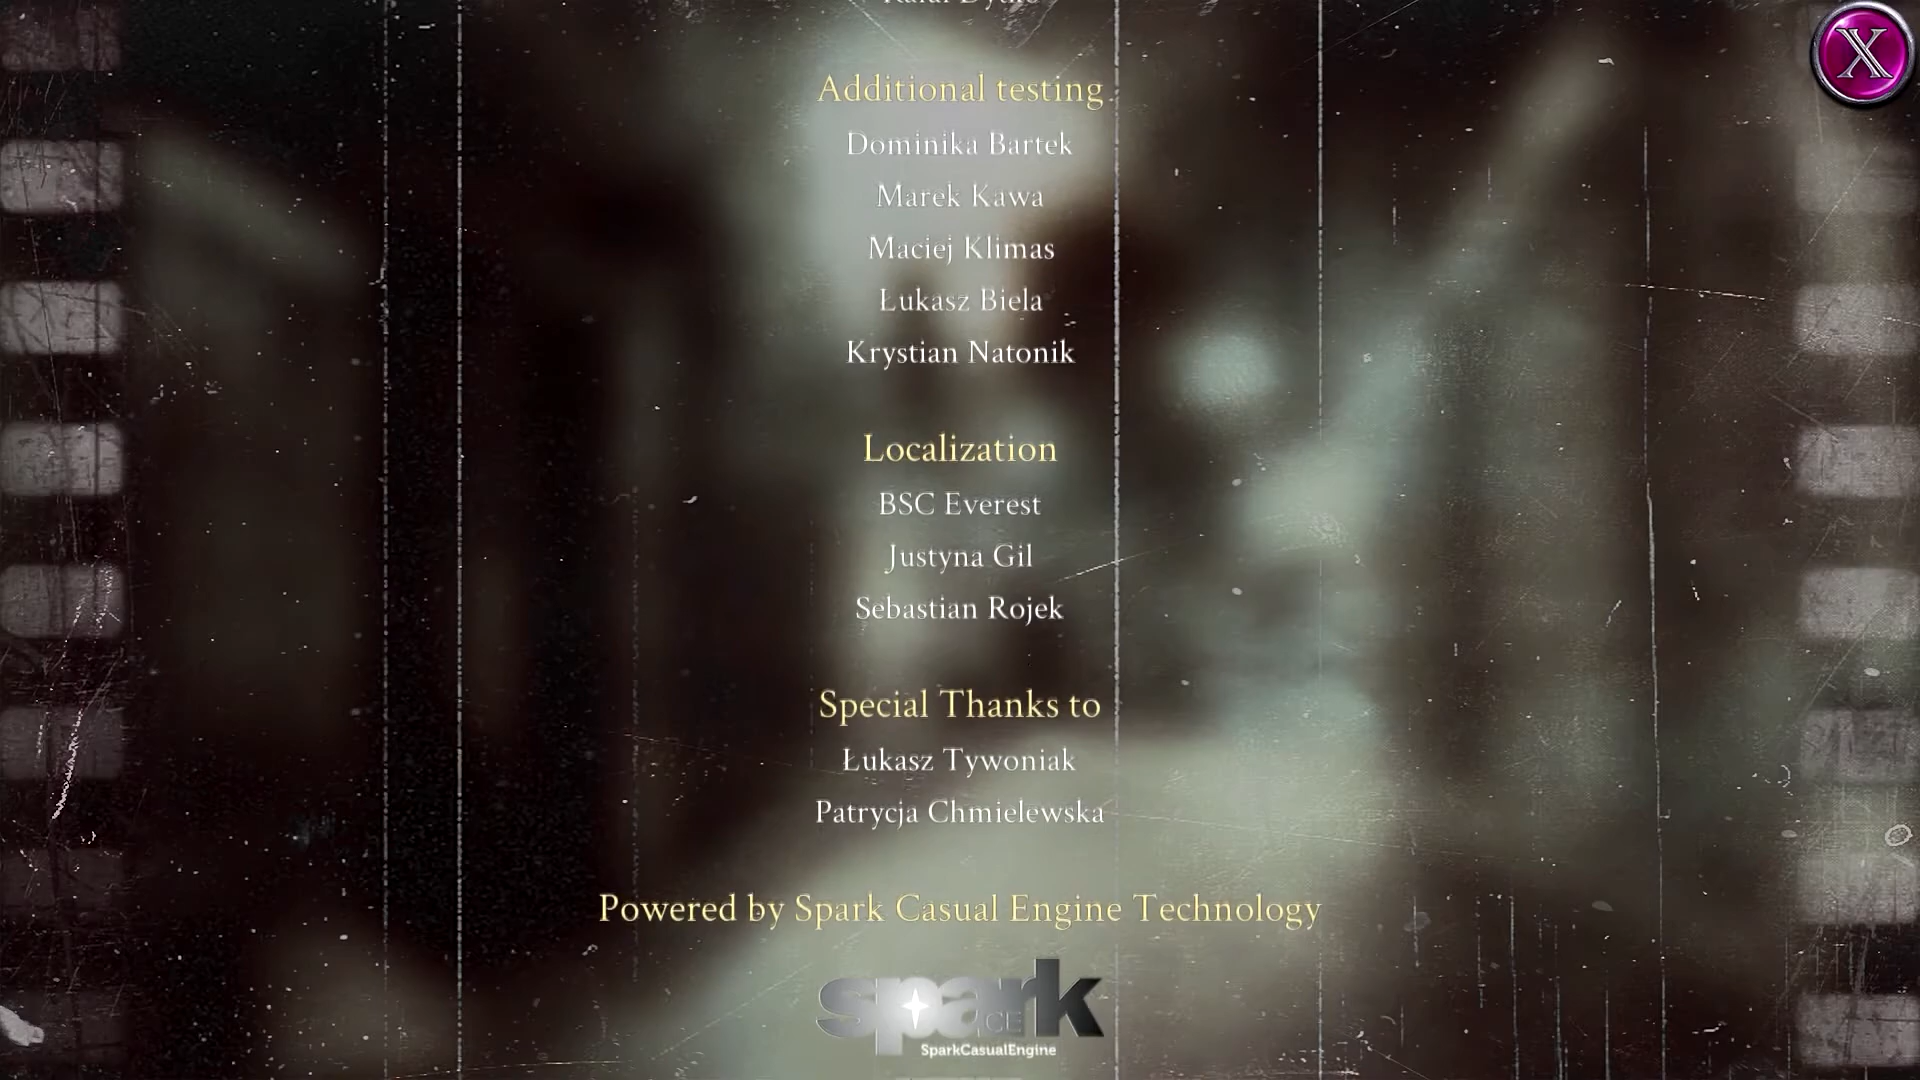 Additional testing
Dominika Bartek
Marek Kawa
Maciej Klimas
Łukasz Biela
Krystian Natonik
Localization
BSC Everest
Justyna Gil
Sebastian Rojek
Special Thanks to
Łukasz Tywoniak
Patrycja Chmielewska
Powered by Spark Casual Engine Technology
spark
CE
SparkCasualEngine
X